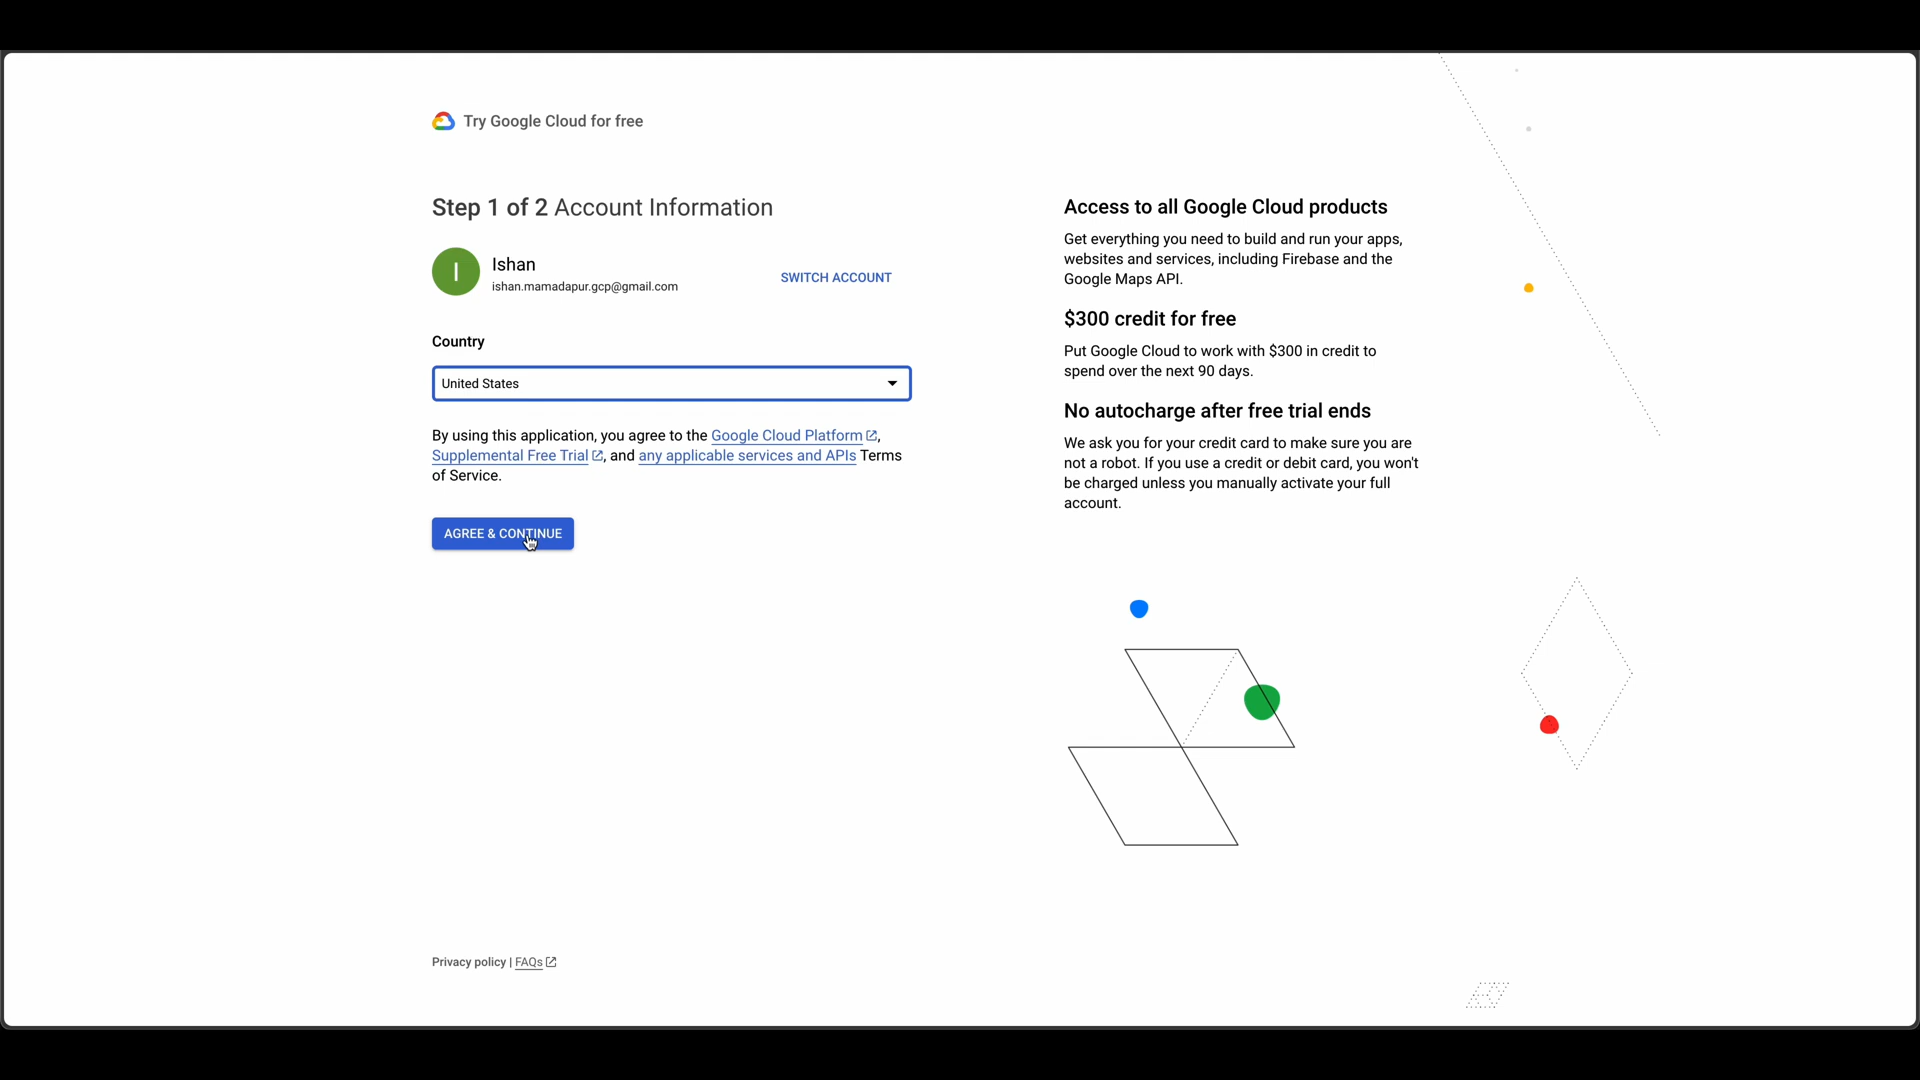 Try Google Cloud for free
Step 1 of 2 Account Information
I
Ishan
ishan.mamadapur.gcp@gmail.com
SWITCH ACCOUNT
Country
United States
By using this application, you agree to the Google Cloud Platform,
Supplemental Free Trial, and any applicable services and APIs Terms
of Service.
AGREE & CONTINUE
Access to all Google Cloud products
Get everything you need to build and run your apps,
websites and services, including Firebase and the
Google Maps API.
$300 credit for free
Put Google Cloud to work with $300 in credit to
spend over the next 90 days.
No autocharge after free trial ends
We ask you for your credit card to make sure you are
not a robot. If you use a credit or debit card, you won't
be charged unless you manually activate your full
account.
Privacy policy | FAQs